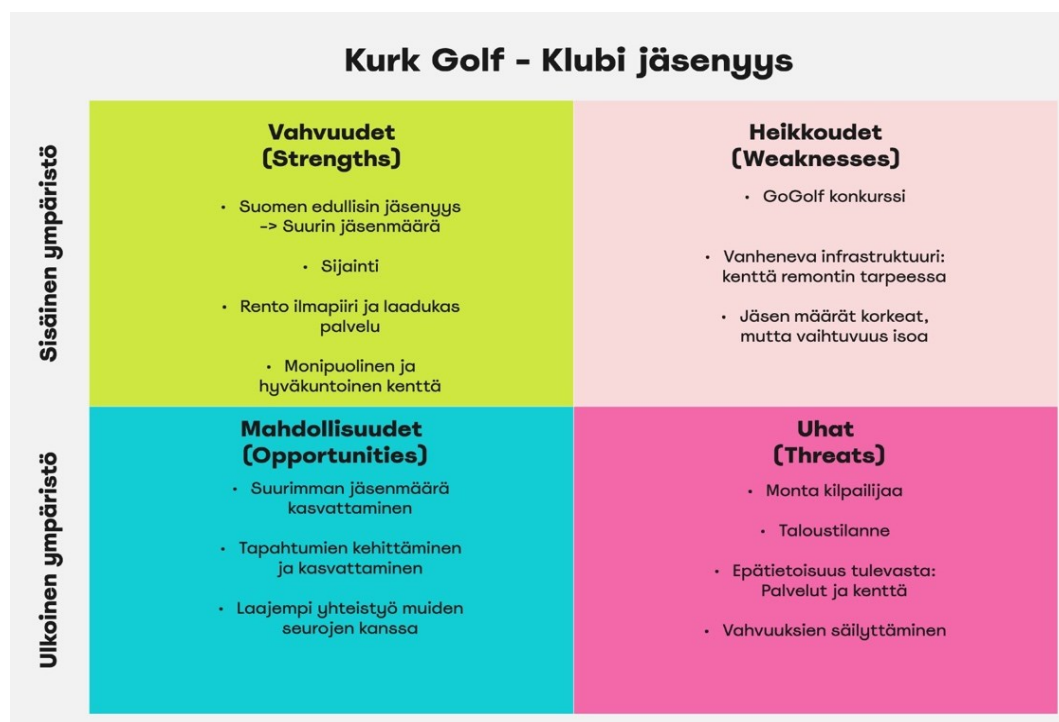 Kurk Golf - Klubi jäsenyys
Sisäinen ympäristö
Vahvuudet
(Strengths)
• Suomen edullisin jäsenyys
-> Suurin jäsenmäärä
• Sijainti
• Rento ilmapiiri ja laadukas
palvelu
• Monipuolinen ja
hyväkuntoinen kenttä
Heikkoudet
(Weaknesses)
• GoGolf konkurssi
• Vanheneva infrastruktuuri:
kenttä remontin tarpeessa
• Jäsen määrät korkeat,
mutta vaihtuvuus isoa
Ulkoinen ympäristö
Mahdollisuudet
(Opportunities)
• Suurimman jäsenmäärä
kasvattaminen
• Tapahtumien kehittäminen
ja kasvattaminen
• Laajempi yhteistyö muiden
seurojen kanssa
Uhat
(Threats)
• Monta kilpailijaa
• Taloustilanne
• Epätietoisuus tulevasta:
Palvelut ja kenttä
• Vahvuuksien säilyttäminen